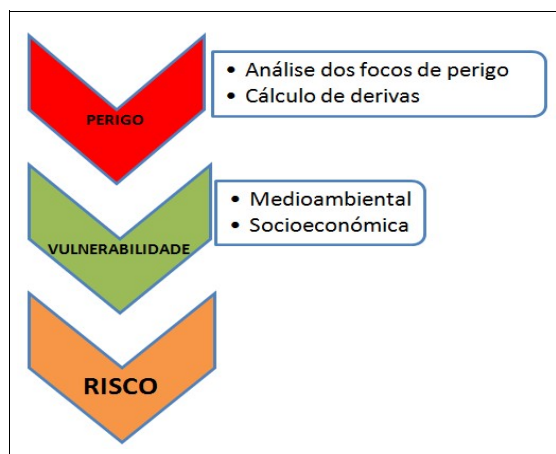 PERIGO
• Análise dos focos de perigo
• Cálculo de derivas
VULNERABILIDADE
• Medioambiental
• Socioeconómica
RISCO